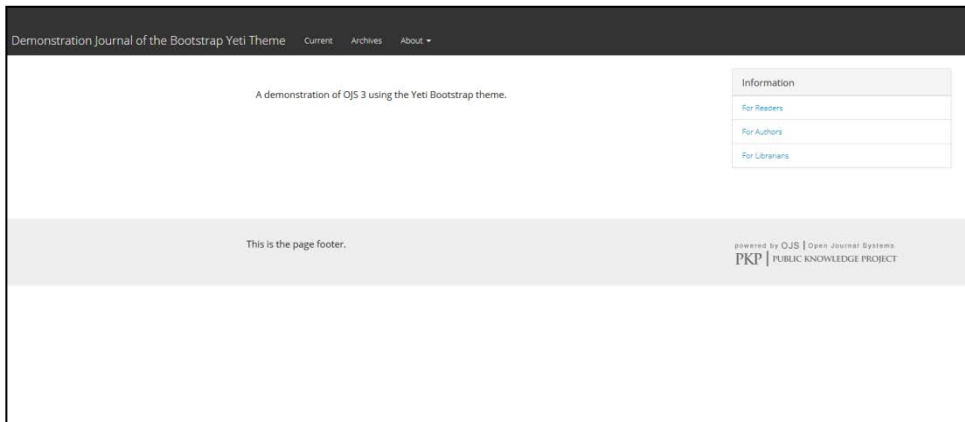 Demonstration Journal of the Bootstrap Yeti Theme Current Archives About
A demonstration of OJS 3 using the Yeti Bootstrap theme.
Information
For Readers
For Authors
For Librarians
This is the page footer.
powered by OJS | Open Journal Systems
PKP | PUBLIC KNOWLEDGE PROJECT